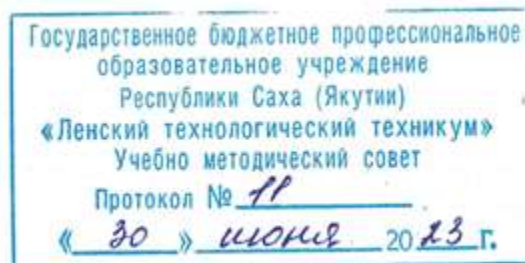 Государственное бюджетное профессиональное
образовательное учреждение
Республики Саха (Якутии)
«Ленский технологический техникум»
Учебно методический совет
Протокол № 11
« 30 » июня 2023 г.